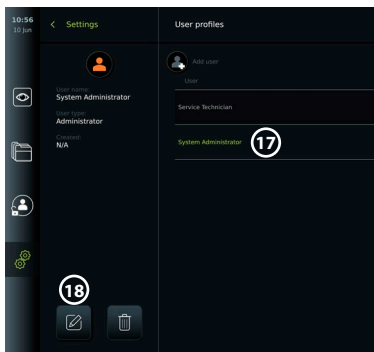 10:56
10 Jun
Settings
User profiles
Add user
User
User name:
System Administrator
User type:
Administrator
Created:
N/A
Service Technician
System Administrator
17
18